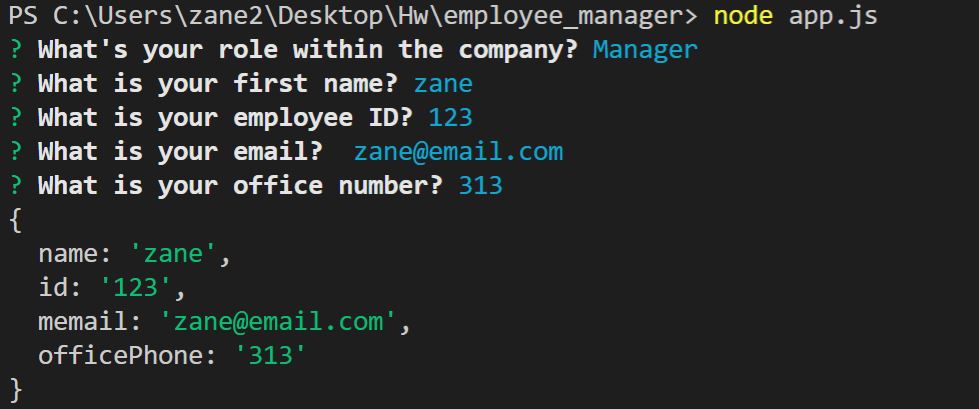 PS C:\Users\zane2\Desktop\Hw\employee_manager> node app.js
? What's your role within the company? Manager
? What is your first name? zane
? What is your employee ID? 123
? What is your email?  zane@email.com
? What is your office number? 313
{
  name: 'zane',
  id: '123',
  memail: 'zane@email.com',
  officePhone: '313'
}